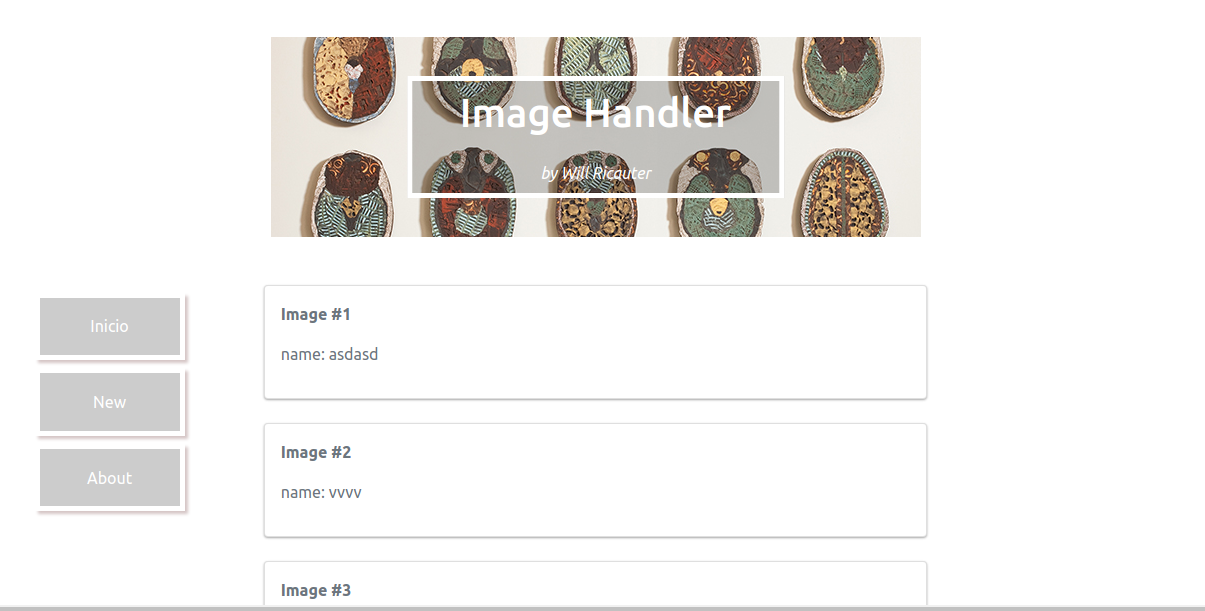 Image Handler
by Will Ricauter
Inicio
New
About
Image #1
name: asdasd
Image #2
name: vvvv
Image #3